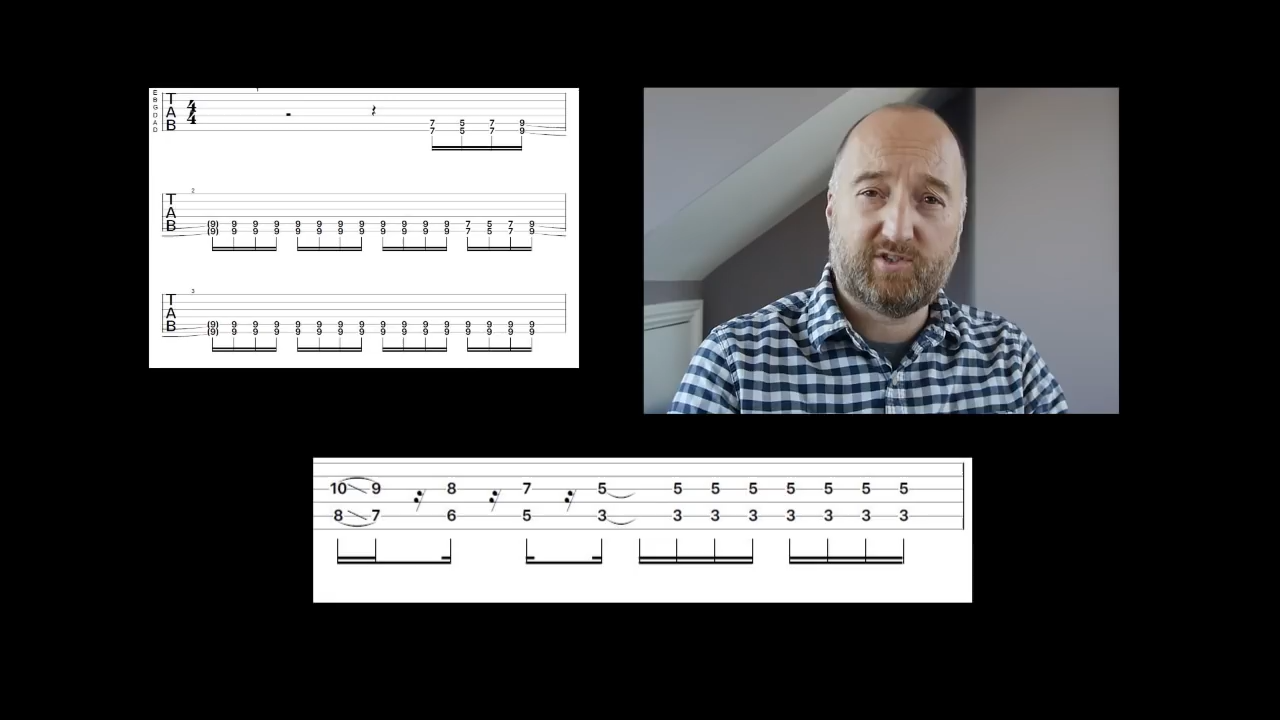 E
B T 4
G A 4
D B
A 7 5 7 9
D 7 5 7 9
2
T
A
B (9) 9 9 9 9 9 9 9 9 9 9 9 7 5 7 9
(9) 9 9 9 9 9 9 9 9 9 9 9 7 5 7 9
3
T
A
B (9) 9 9 9 9 9 9 9 9 9 9 9 9 9 9 9
(9) 9 9 9 9 9 9 9 9 9 9 9 9 9 9 9
10 9 8 7 5 5 5 5 5 5 5 5
8 7 6 5 3 3 3 3 3 3 3 3